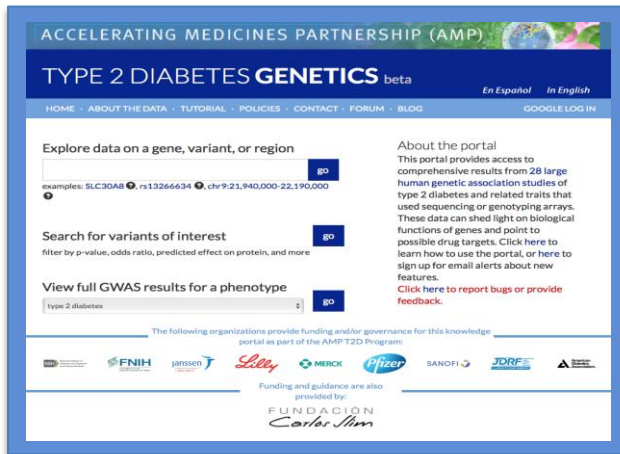 ACCELERATING MEDICINES PARTNERSHIP (AMP)
TYPE 2 DIABETES GENETICS beta
En Español In English
HOME · ABOUT THE DATA · TUTORIAL · POLICIES · CONTACT · FORUM · BLOG
GOOGLE LOG IN
Explore data on a gene, variant, or region
go
examples: SLC30A8 , rs13266634 , chr9:21,940,000-22,190,000
Search for variants of interest
go
filter by p-value, odds ratio, predicted effect on protein, and more
View full GWAS results for a phenotype
type 2 diabetes
go
About the portal
This portal provides access to
comprehensive results from 28 large
human genetic association studies of
type 2 diabetes and related traits that
used sequencing or genotyping arrays.
These data can shed light on biological
functions of genes and point to
possible drug targets. Click here to
learn how to use the portal, or here to
sign up for email alerts about new
features.
Click here to report bugs or provide
feedback.
The following organizations provide funding and/or governance for this knowledge
portal as part of the AMP T2D Program:
NIH
FNIH
janssen
Lilly
MERCK
Pfizer
SANOFI
JDRF
American
Diabetes
Association
Funding and guidance are also
provided by:
FUNDACIÓN
Carlos Slim